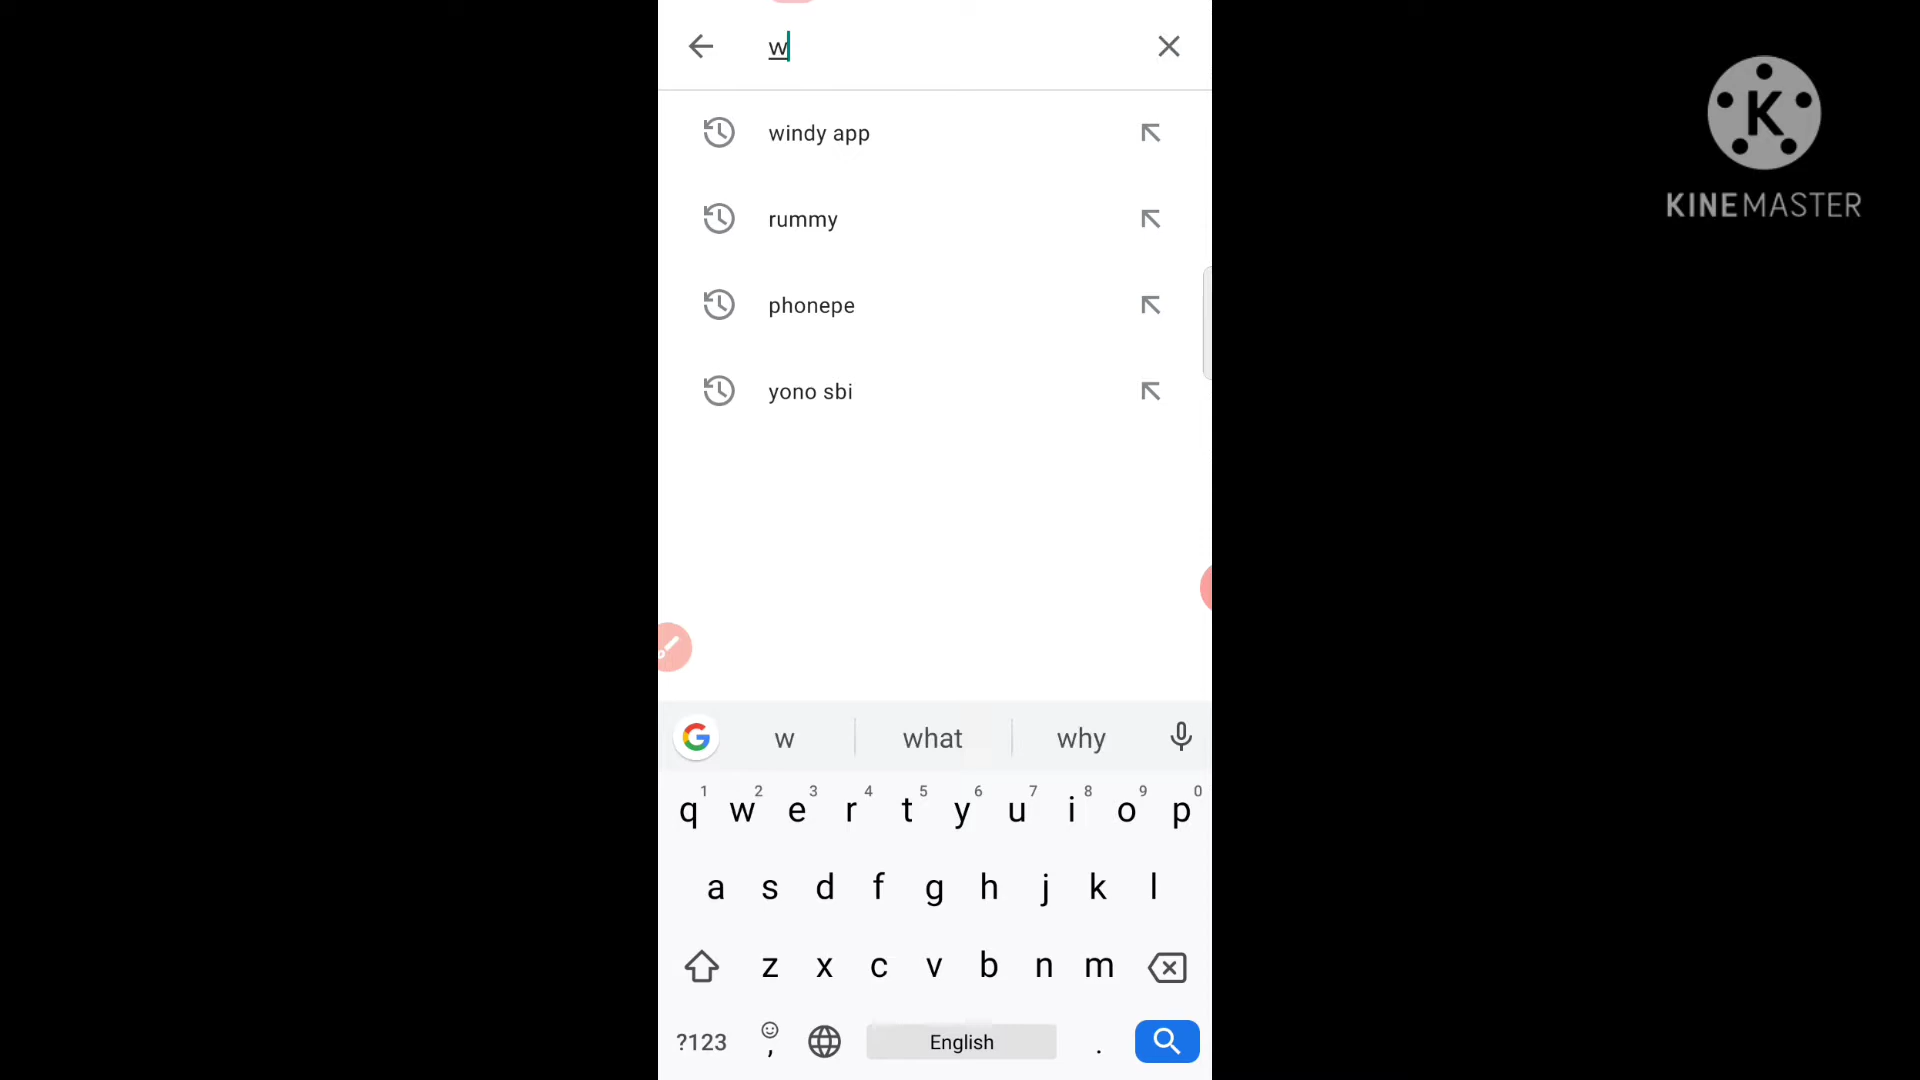 w
K
KINEMASTER
windy app
rummy
phonepe
yono sbi
G w what why
1 2 3 4 5 6 7 8 9 0
q w e r t y u i o p
a s d f g h j k l
z x c v b n m
?123 , English .